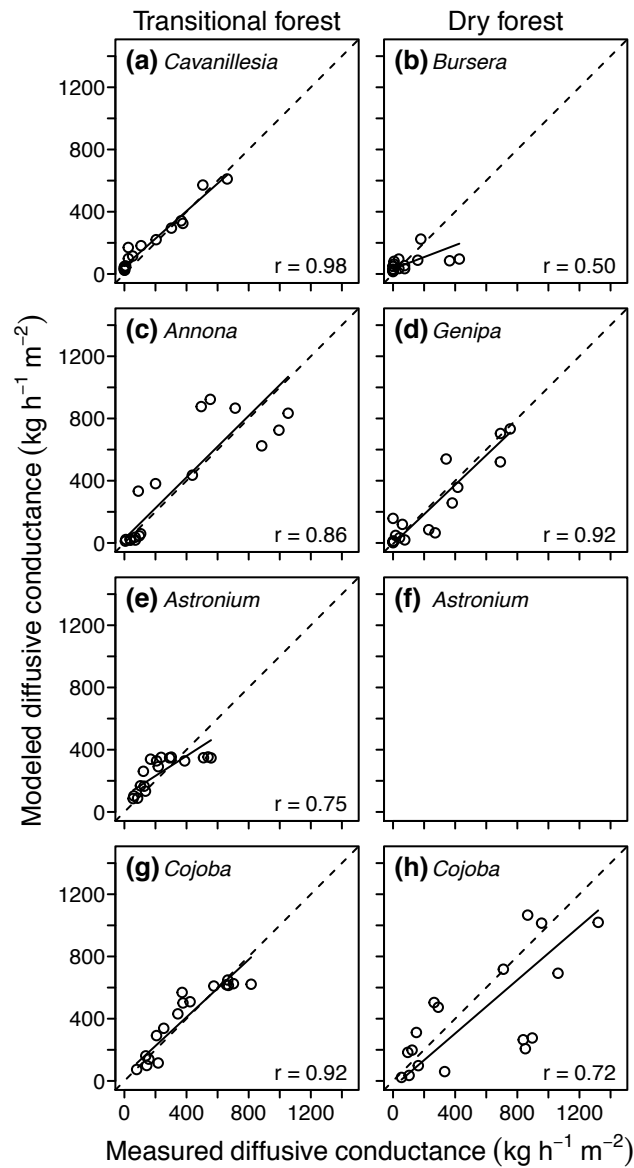 Transitional forest Dry forest
(a) Cavanillesia (b) Bursera
1200
800
400
0
r = 0.98 r = 0.50
(c) Annona (d) Genipa
1200
800
400
0
r = 0.86 r = 0.92
(e) Astronium (f) Astronium
1200
800
400
0
r = 0.75
(g) Cojoba (h) Cojoba
1200
800
400
0
r = 0.92 r = 0.72
0 400 800 1200 0 400 800 1200
Measured diffusive conductance (kg h⁻¹ m⁻²)
Modeled diffusive conductance (kg h⁻¹ m⁻²)